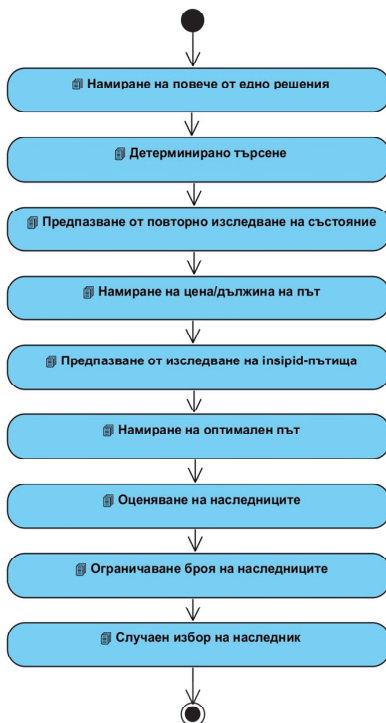 Намиране на повече от едно решения
Детерминирано търсене
Предпазване от повторно изследване на състояние
Намиране на цена/дължина на път
Предпазване от изследване на insipid-пътища
Намиране на оптимален път
Оценяване на наследниците
Ограничаване броя на наследниците
Случаен избор на наследник